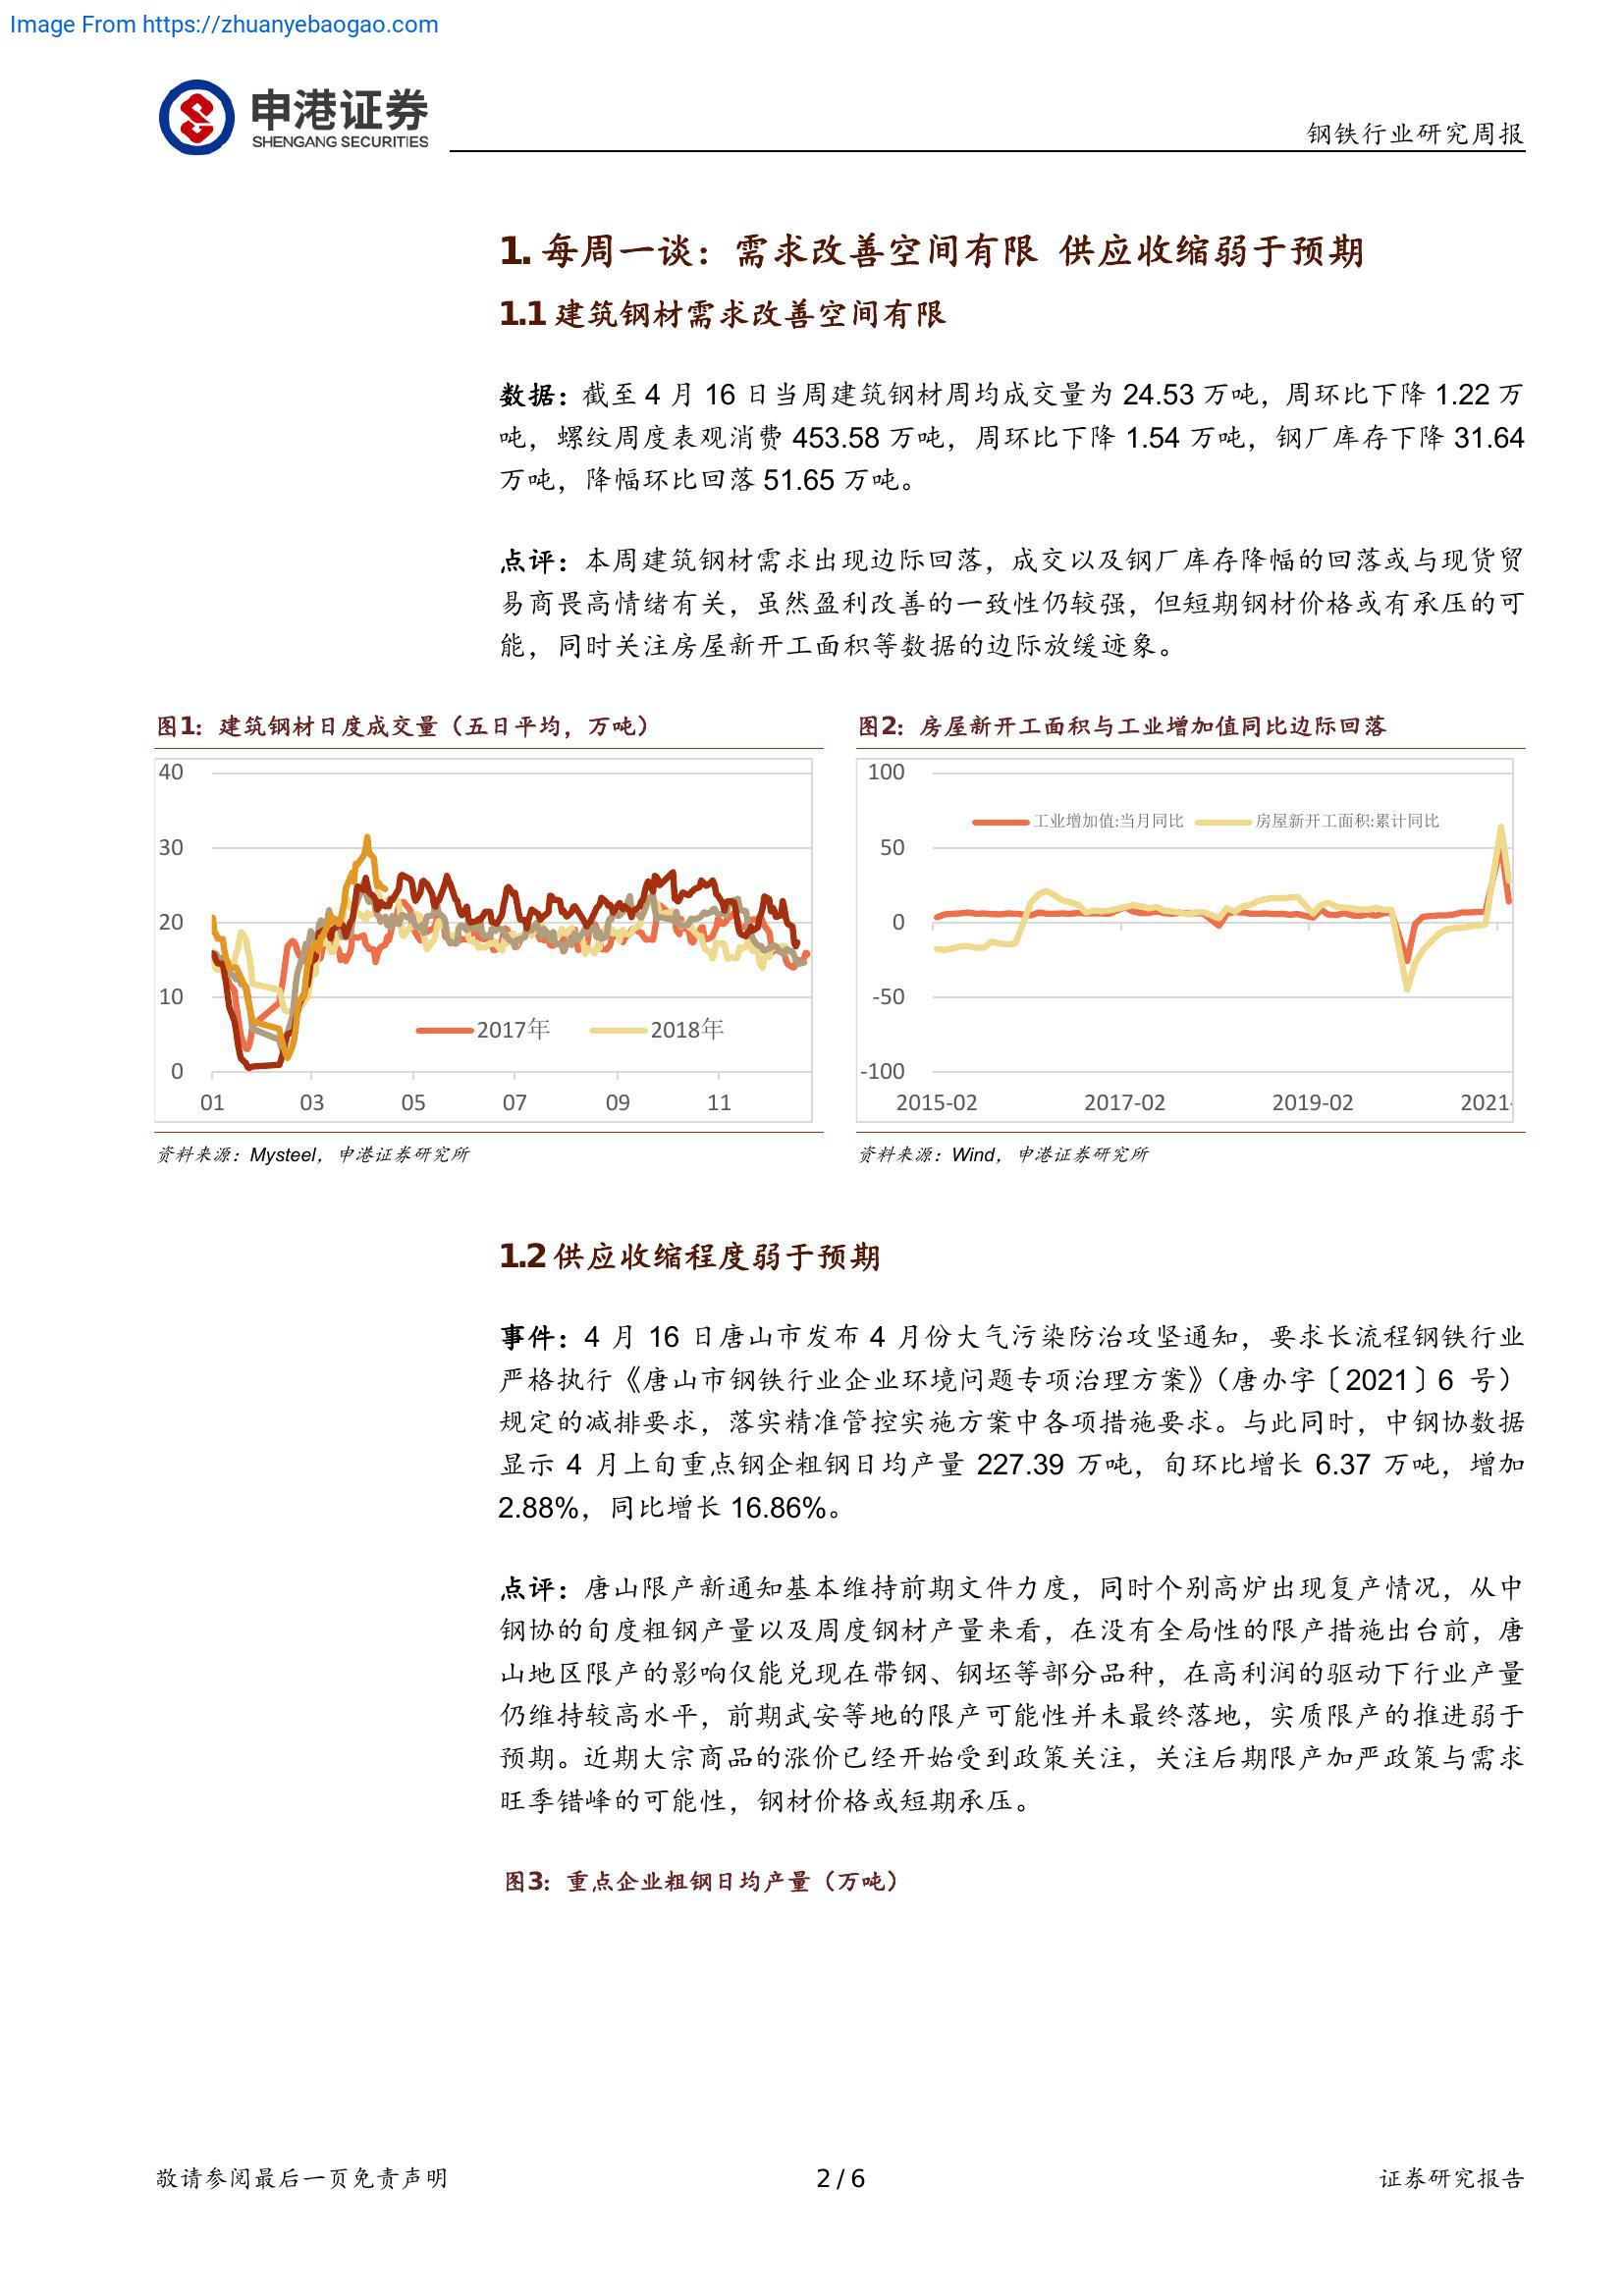 Image From https://zhuanyebaogao.com
申港证券
SHENGANG SECURITIES
钢铁行业研究周报
1. 每周一谈：需求改善空间有限 供应收缩弱于预期
1.1 建筑钢材需求改善空间有限
数据：截至 4 月 16 日当周建筑钢材周均成交量为 24.53 万吨，周环比下降 1.22 万
吨，螺纹周度表观消费 453.58 万吨，周环比下降 1.54 万吨，钢厂库存下降 31.64
万吨，降幅环比回落 51.65 万吨。
点评：本周建筑钢材需求出现边际回落，成交以及钢厂库存降幅的回落或与现货贸
易商畏高情绪有关，虽然盈利改善的一致性仍较强，但短期钢材价格或有承压的可
能，同时关注房屋新开工面积等数据的边际放缓迹象。
图1：建筑钢材日度成交量（五日平均，万吨）
40
30
20
10
0
2017年 2018年
01 03 05 07 09 11
资料来源：Mysteel，申港证券研究所
图2：房屋新开工面积与工业增加值同比边际回落
100
50
0
-50
-100
工业增加值:当月同比 房屋新开工面积:累计同比
2015-02 2017-02 2019-02 2021-
资料来源：Wind，申港证券研究所
1.2 供应收缩程度弱于预期
事件：4 月 16 日唐山市发布 4 月份大气污染防治攻坚通知，要求长流程钢铁行业
严格执行《唐山市钢铁行业企业环境问题专项治理方案》（唐办字〔2021〕6 号）
规定的减排要求，落实精准管控实施方案中各项措施要求。与此同时，中钢协数据
显示 4 月上旬重点钢企粗钢日均产量 227.39 万吨，旬环比增长 6.37 万吨，增加
2.88%，同比增长 16.86%。
点评：唐山限产新通知基本维持前期文件力度，同时个别高炉出现复产情况，从中
钢协的旬度粗钢产量以及周度钢材产量来看，在没有全局性的限产措施出台前，唐
山地区限产的影响仅能兑现在带钢、钢坯等部分品种，在高利润的驱动下行业产量
仍维持较高水平，前期武安等地的限产可能性并未最终落地，实质限产的推进弱于
预期。近期大宗商品的涨价已经开始受到政策关注，关注后期限产加严政策与需求
旺季错峰的可能性，钢材价格或短期承压。
图3：重点企业粗钢日均产量（万吨）
敬请参阅最后一页免责声明
2 / 6
证券研究报告